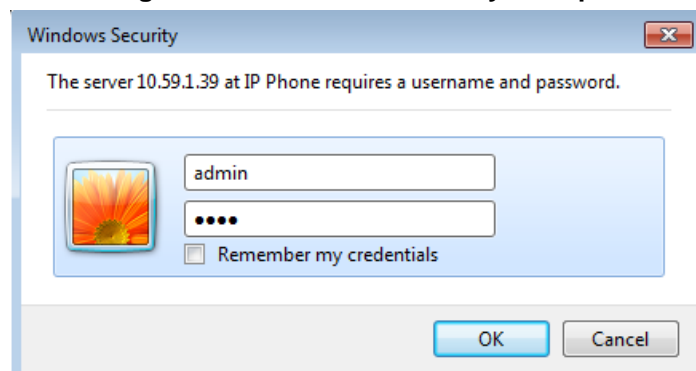 Windows Security
The server 10.59.1.39 at IP Phone requires a username and password.
admin
••••
Remember my credentials
OK Cancel